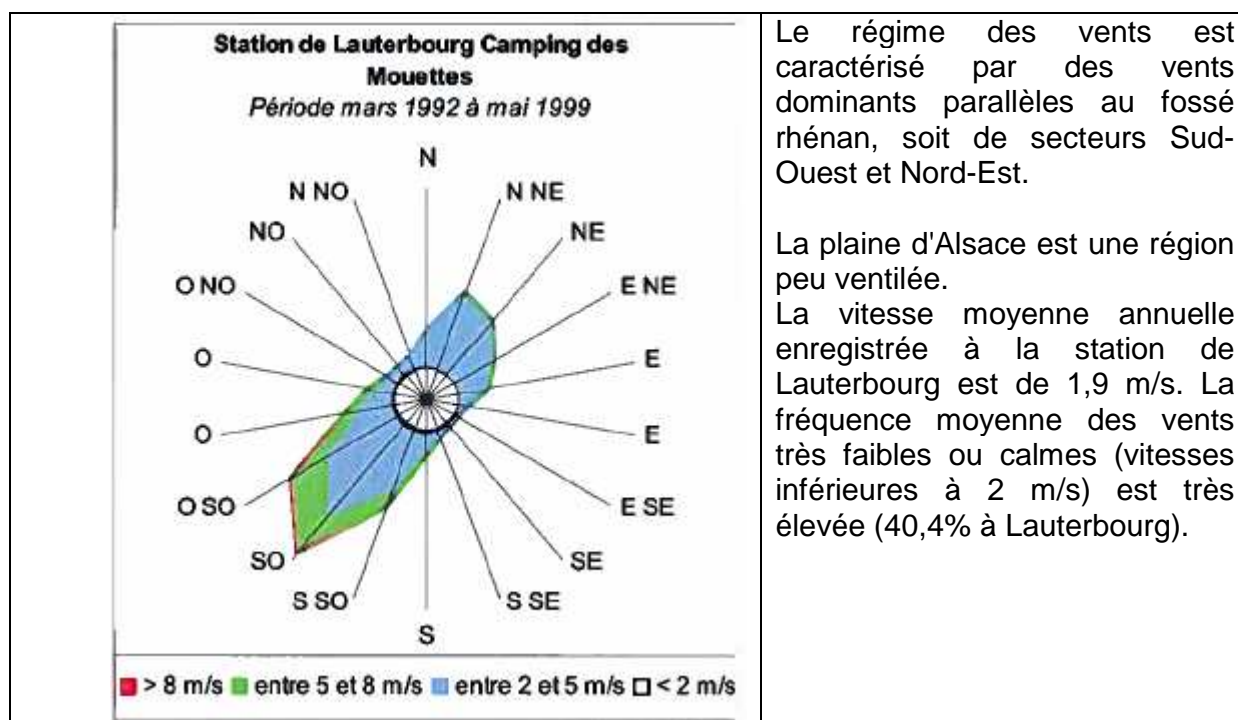 Station de Lauterbourg Camping des
Mouettes
Période mars 1992 à mai 1999
N
N NO
N NE
NO
NE
O NO
E NE
O
E
O
E
O SO
E SE
SO
SE
S SO
S SE
S
> 8 m/s entre 5 et 8 m/s entre 2 et 5 m/s < 2 m/s
Le régime des vents est
caractérisé par des vents
dominants parallèles au fossé
rhénan, soit de secteurs Sud-
Ouest et Nord-Est.
La plaine d'Alsace est une région
peu ventilée.
La vitesse moyenne annuelle
enregistrée à la station de
Lauterbourg est de 1,9 m/s. La
fréquence moyenne des vents
très faibles ou calmes (vitesses
inférieures à 2 m/s) est très
élevée (40,4% à Lauterbourg).